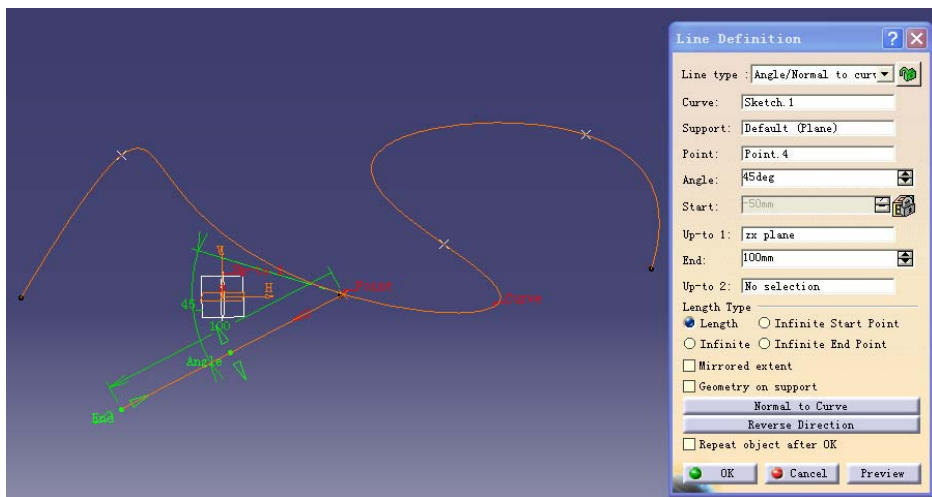 Line Definition
Line type : Angle/Normal to curv
Curve: Sketch.1
Support: Default (Plane)
Point: Point.4
Angle: 45deg
Start: -50mm
Up-to 1: zx plane
End: 100mm
Up-to 2: No selection
Length Type
Length Infinite Start Point
Infinite Infinite End Point
Mirrored extent
Geometry on support
Normal to Curve
Reverse Direction
Repeat object after OK
OK Cancel Preview
H
Point
Curve
45
100
Angle
End